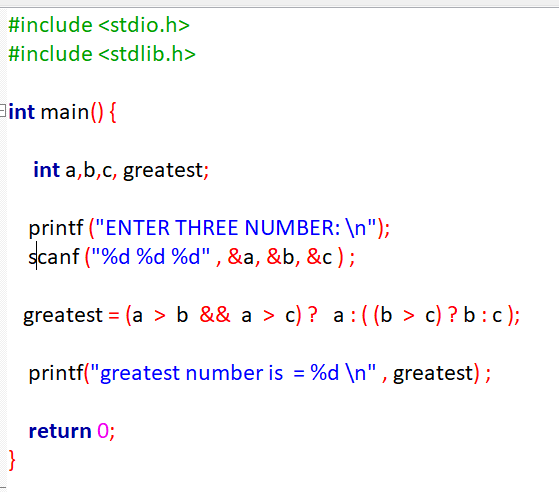 #include <stdio.h>
#include <stdlib.h>
int main() {
int a,b,c, greatest;
printf ("ENTER THREE NUMBER: \n");
scanf ("%d %d %d" , &a, &b, &c ) ;
greatest = (a > b && a > c) ? a : ( (b > c) ? b : c );
printf("greatest number is = %d \n" , greatest) ;
return 0;
}